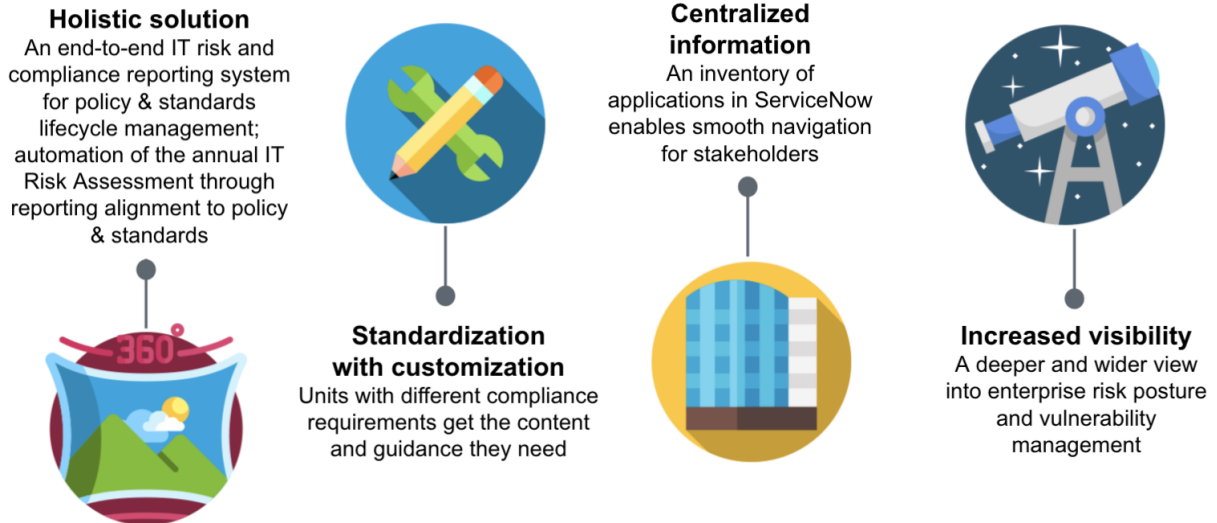 Holistic solution
An end-to-end IT risk and
compliance reporting system
for policy & standards
lifecycle management;
automation of the annual IT
Risk Assessment through
reporting alignment to policy
& standards
360°
Standardization
with customization
Units with different compliance
requirements get the content
and guidance they need
Centralized
information
An inventory of
applications in ServiceNow
enables smooth navigation
for stakeholders
Increased visibility
A deeper and wider view
into enterprise risk posture
and vulnerability
management